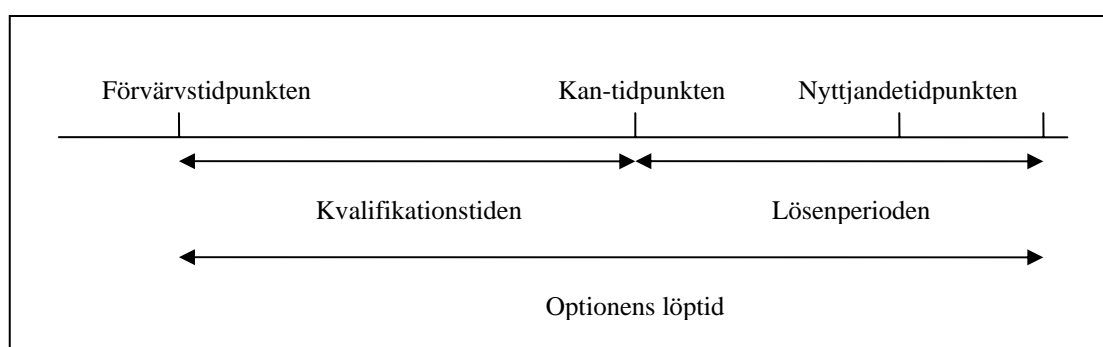 Förvärvstidpunkten Kan-tidpunkten Nyttjandetidpunkten
Kvalifikationstiden Lösenperioden
Optionens löptid